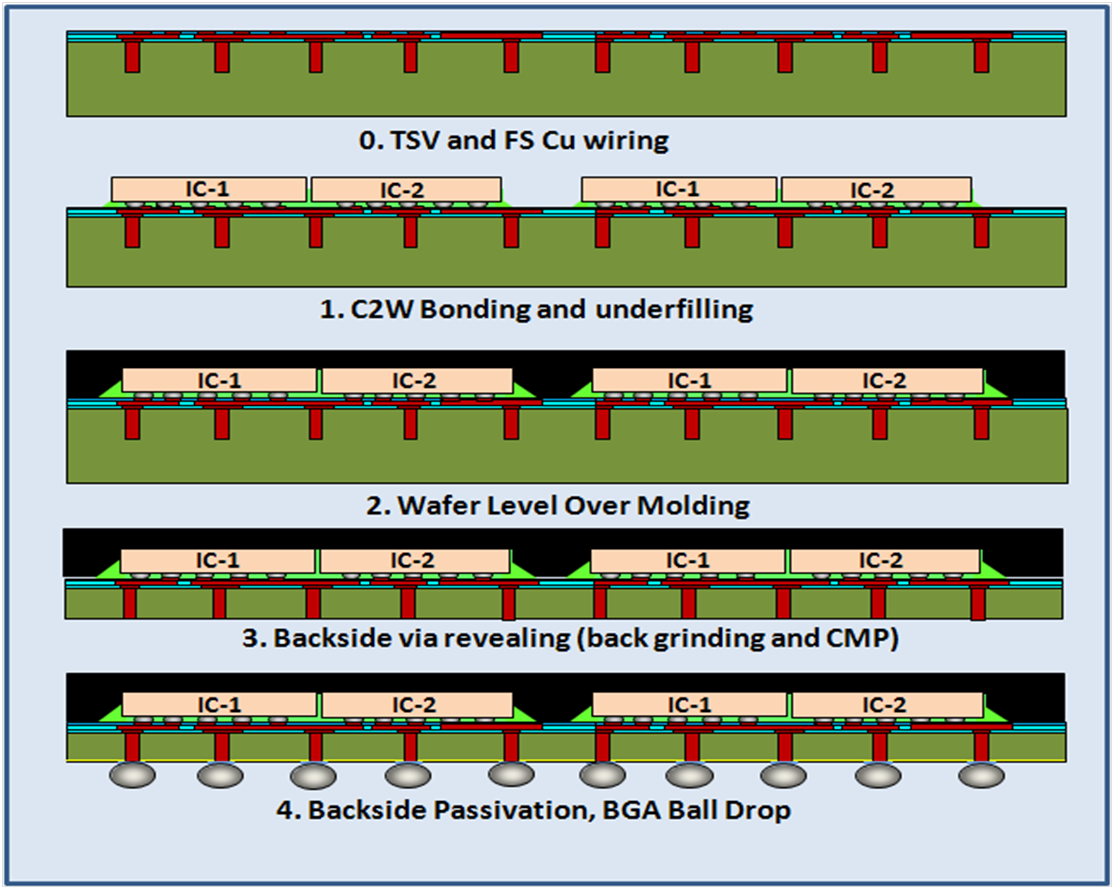 0. TSV and FS Cu wiring
IC-1 IC-2 IC-1 IC-2
1. C2W Bonding and underfilling
IC-1 IC-2 IC-1 IC-2
2. Wafer Level Over Molding
IC-1 IC-2 IC-1 IC-2
3. Backside via revealing (back grinding and CMP)
IC-1 IC-2 IC-1 IC-2
4. Backside Passivation, BGA Ball Drop